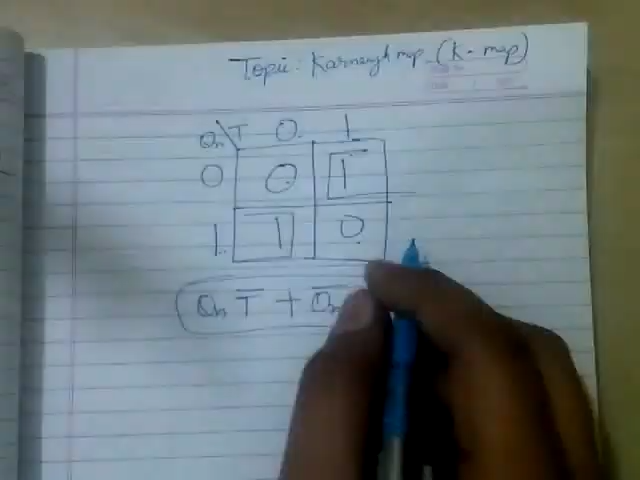 Topic: Karnaugh map (K-map)
Qn T 0 1
0 0 1
1 1 0
Qn T̅ + Q̅n